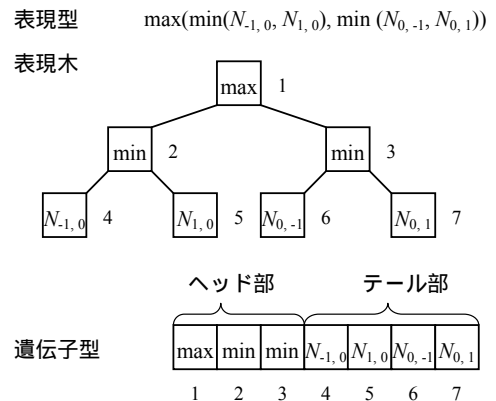 表現型 max(min(N-1, 0, N1, 0), min (N0, -1, N0, 1))
表現木
max 1
min 2 min 3
N-1, 0 4 N1, 0 5 N0, -1 6 N0, 1 7
ヘッド部 テール部
遺伝子型 max min min N-1, 0 N1, 0 N0, -1 N0, 1
1 2 3 4 5 6 7